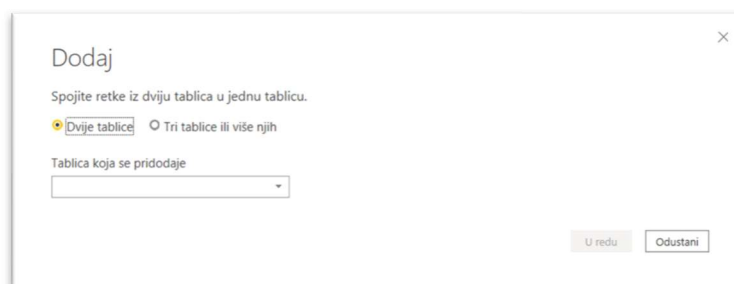 Dodaj
Spojite retke iz dviju tablica u jednu tablicu.
Dvije tablice Tri tablice ili više njih
Tablica koja se pridodaje
U redu Odustani